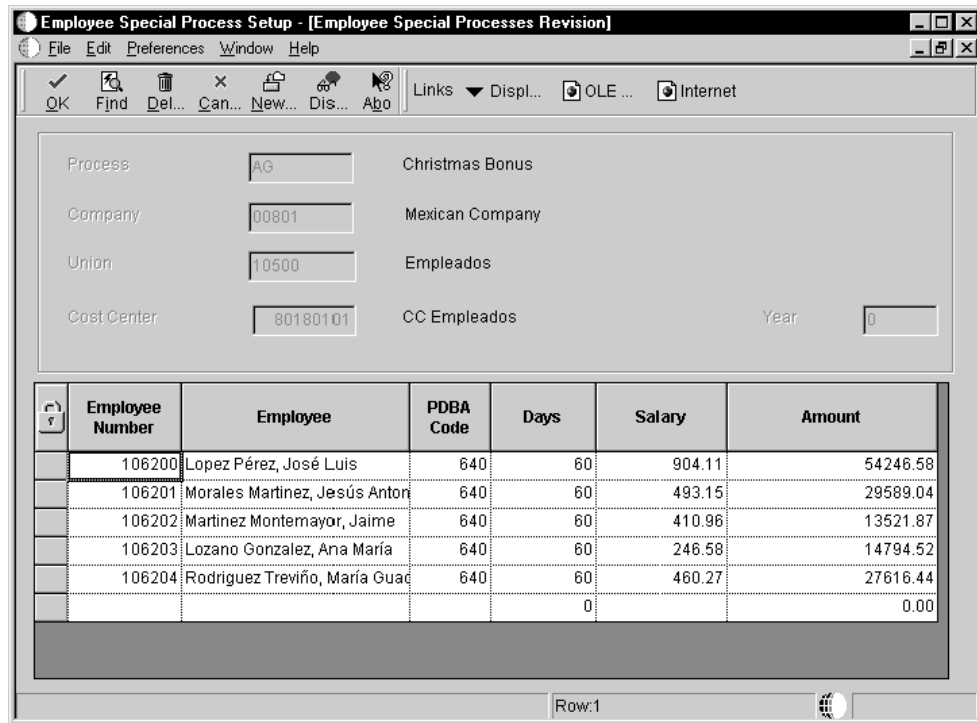 Employee Special Process Setup - [Employee Special Processes Revision]
File Edit Preferences Window Help
OK Find Del... Can... New... Dis... Abo Links Displ... OLE ... Internet
Process AG Christmas Bonus
Company 00801 Mexican Company
Union 10500 Empleados
Cost Center 80180101 CC Empleados Year 0
Employee Number Employee PDBA Code Days Salary Amount
106200 Lopez Pérez, José Luis 640 60 904.11 54246.58
106201 Morales Martinez, Jesús Anton 640 60 493.15 29589.04
106202 Martinez Montemayor, Jaime 640 60 410.96 13521.87
106203 Lozano Gonzalez, Ana María 640 60 246.58 14794.52
106204 Rodriguez Treviño, María Guad 640 60 460.27 27616.44
0 0.00
Row:1